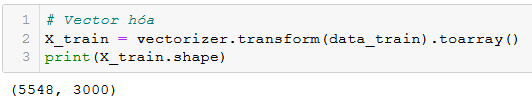 1 # Vector hóa
2 X_train = vectorizer.transform(data_train).toarray()
3 print(X_train.shape)
(5548, 3000)